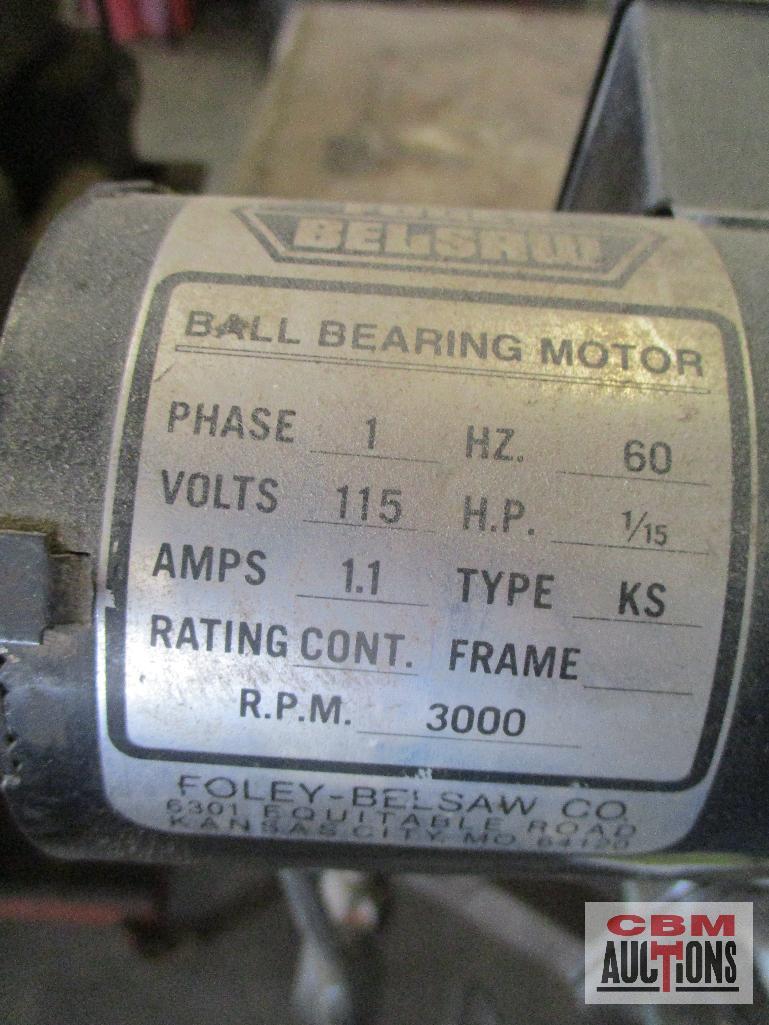 BELSAW
BALL BEARING MOTOR
PHASE 1 HZ. 60
VOLTS 115 H.P. 1/15
AMPS 1.1 TYPE KS
RATING CONT. FRAME
R.P.M. 3000
FOLEY-BELSAW CO.
6301 EQUITABLE ROAD
KANSAS CITY, MO. 64120
CBM
AUCTIONS